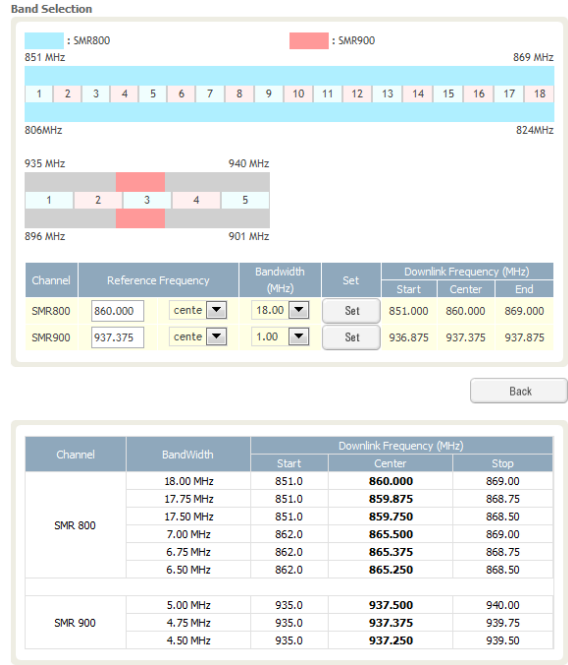 Band Selection
: SMR800 : SMR900
851 MHz 869 MHz
1 2 3 4 5 6 7 8 9 10 11 12 13 14 15 16 17 18
806MHz 824MHz
935 MHz 940 MHz
1 2 3 4 5
896 MHz 901 MHz
Channel Reference Frequency Bandwidth (MHz) Set Downlink Frequency (MHz)
Start Center End
SMR800 860.000 cente 18.00 Set 851.000 860.000 869.000
SMR900 937.375 cente 1.00 Set 936.875 937.375 937.875
Back
Channel BandWidth Downlink Frequency (MHz)
Start Center Stop
SMR 800
18.00 MHz 851.0 860.000 869.00
17.75 MHz 851.0 859.875 868.75
17.50 MHz 851.0 859.750 868.50
7.00 MHz 862.0 865.500 869.00
6.75 MHz 862.0 865.375 868.75
6.50 MHz 862.0 865.250 868.50
SMR 900
5.00 MHz 935.0 937.500 940.00
4.75 MHz 935.0 937.375 939.75
4.50 MHz 935.0 937.250 939.50